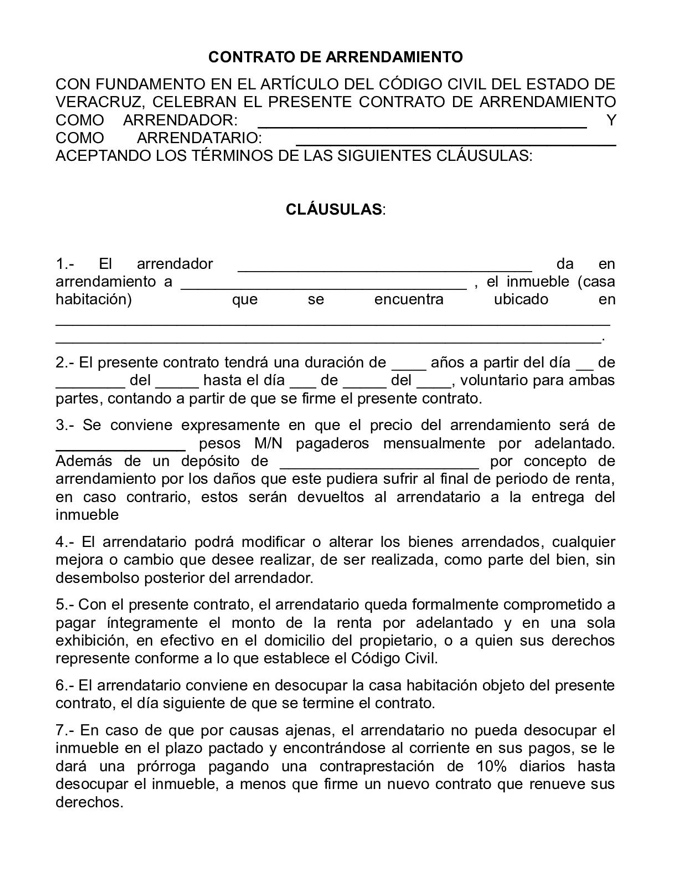 CONTRATO DE ARRENDAMIENTO
CON FUNDAMENTO EN EL ARTÍCULO DEL CÓDIGO CIVIL DEL ESTADO DE
VERACRUZ, CELEBRAN EL PRESENTE CONTRATO DE ARRENDAMIENTO
COMO ARRENDADOR: ______________________________________ Y
COMO ARRENDATARIO: _____________________________________
ACEPTANDO LOS TÉRMINOS DE LAS SIGUIENTES CLÁUSULAS:
CLÁUSULAS:
1.- El arrendador __________________________________ da en
arrendamiento a _________________________________ , el inmueble (casa
habitación) que se encuentra ubicado en
________________________________________________________________
_______________________________________________________________.
2.- El presente contrato tendrá una duración de ____ años a partir del día __ de
________ del _____ hasta el día ___ de _____ del ____, voluntario para ambas
partes, contando a partir de que se firme el presente contrato.
3.- Se conviene expresamente en que el precio del arrendamiento será de
_______________ pesos M/N pagaderos mensualmente por adelantado.
Además de un depósito de _______________________ por concepto de
arrendamiento por los daños que este pudiera sufrir al final de periodo de renta,
en caso contrario, estos serán devueltos al arrendatario a la entrega del
inmueble
4.- El arrendatario podrá modificar o alterar los bienes arrendados, cualquier
mejora o cambio que desee realizar, de ser realizada, como parte del bien, sin
desembolso posterior del arrendador.
5.- Con el presente contrato, el arrendatario queda formalmente comprometido a
pagar íntegramente el monto de la renta por adelantado y en una sola
exhibición, en efectivo en el domicilio del propietario, o a quien sus derechos
represente conforme a lo que establece el Código Civil.
6.- El arrendatario conviene en desocupar la casa habitación objeto del presente
contrato, el día siguiente de que se termine el contrato.
7.- En caso de que por causas ajenas, el arrendatario no pueda desocupar el
inmueble en el plazo pactado y encontrándose al corriente en sus pagos, se le
dará una prórroga pagando una contraprestación de 10% diarios hasta
desocupar el inmueble, a menos que firme un nuevo contrato que renueve sus
derechos.